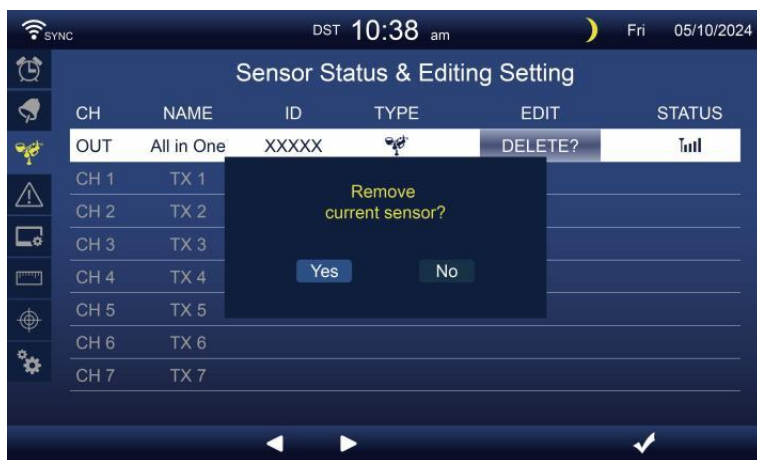 SYNC DST 10:38 am Fri 05/10/2024
Sensor Status & Editing Setting
CH NAME ID TYPE EDIT STATUS
OUT All in One XXXXX DELETE?
CH 1 TX 1
CH 2 TX 2
CH 3 TX 3
CH 4 TX 4
CH 5 TX 5
CH 6 TX 6
CH 7 TX 7
Remove
current sensor?
Yes No